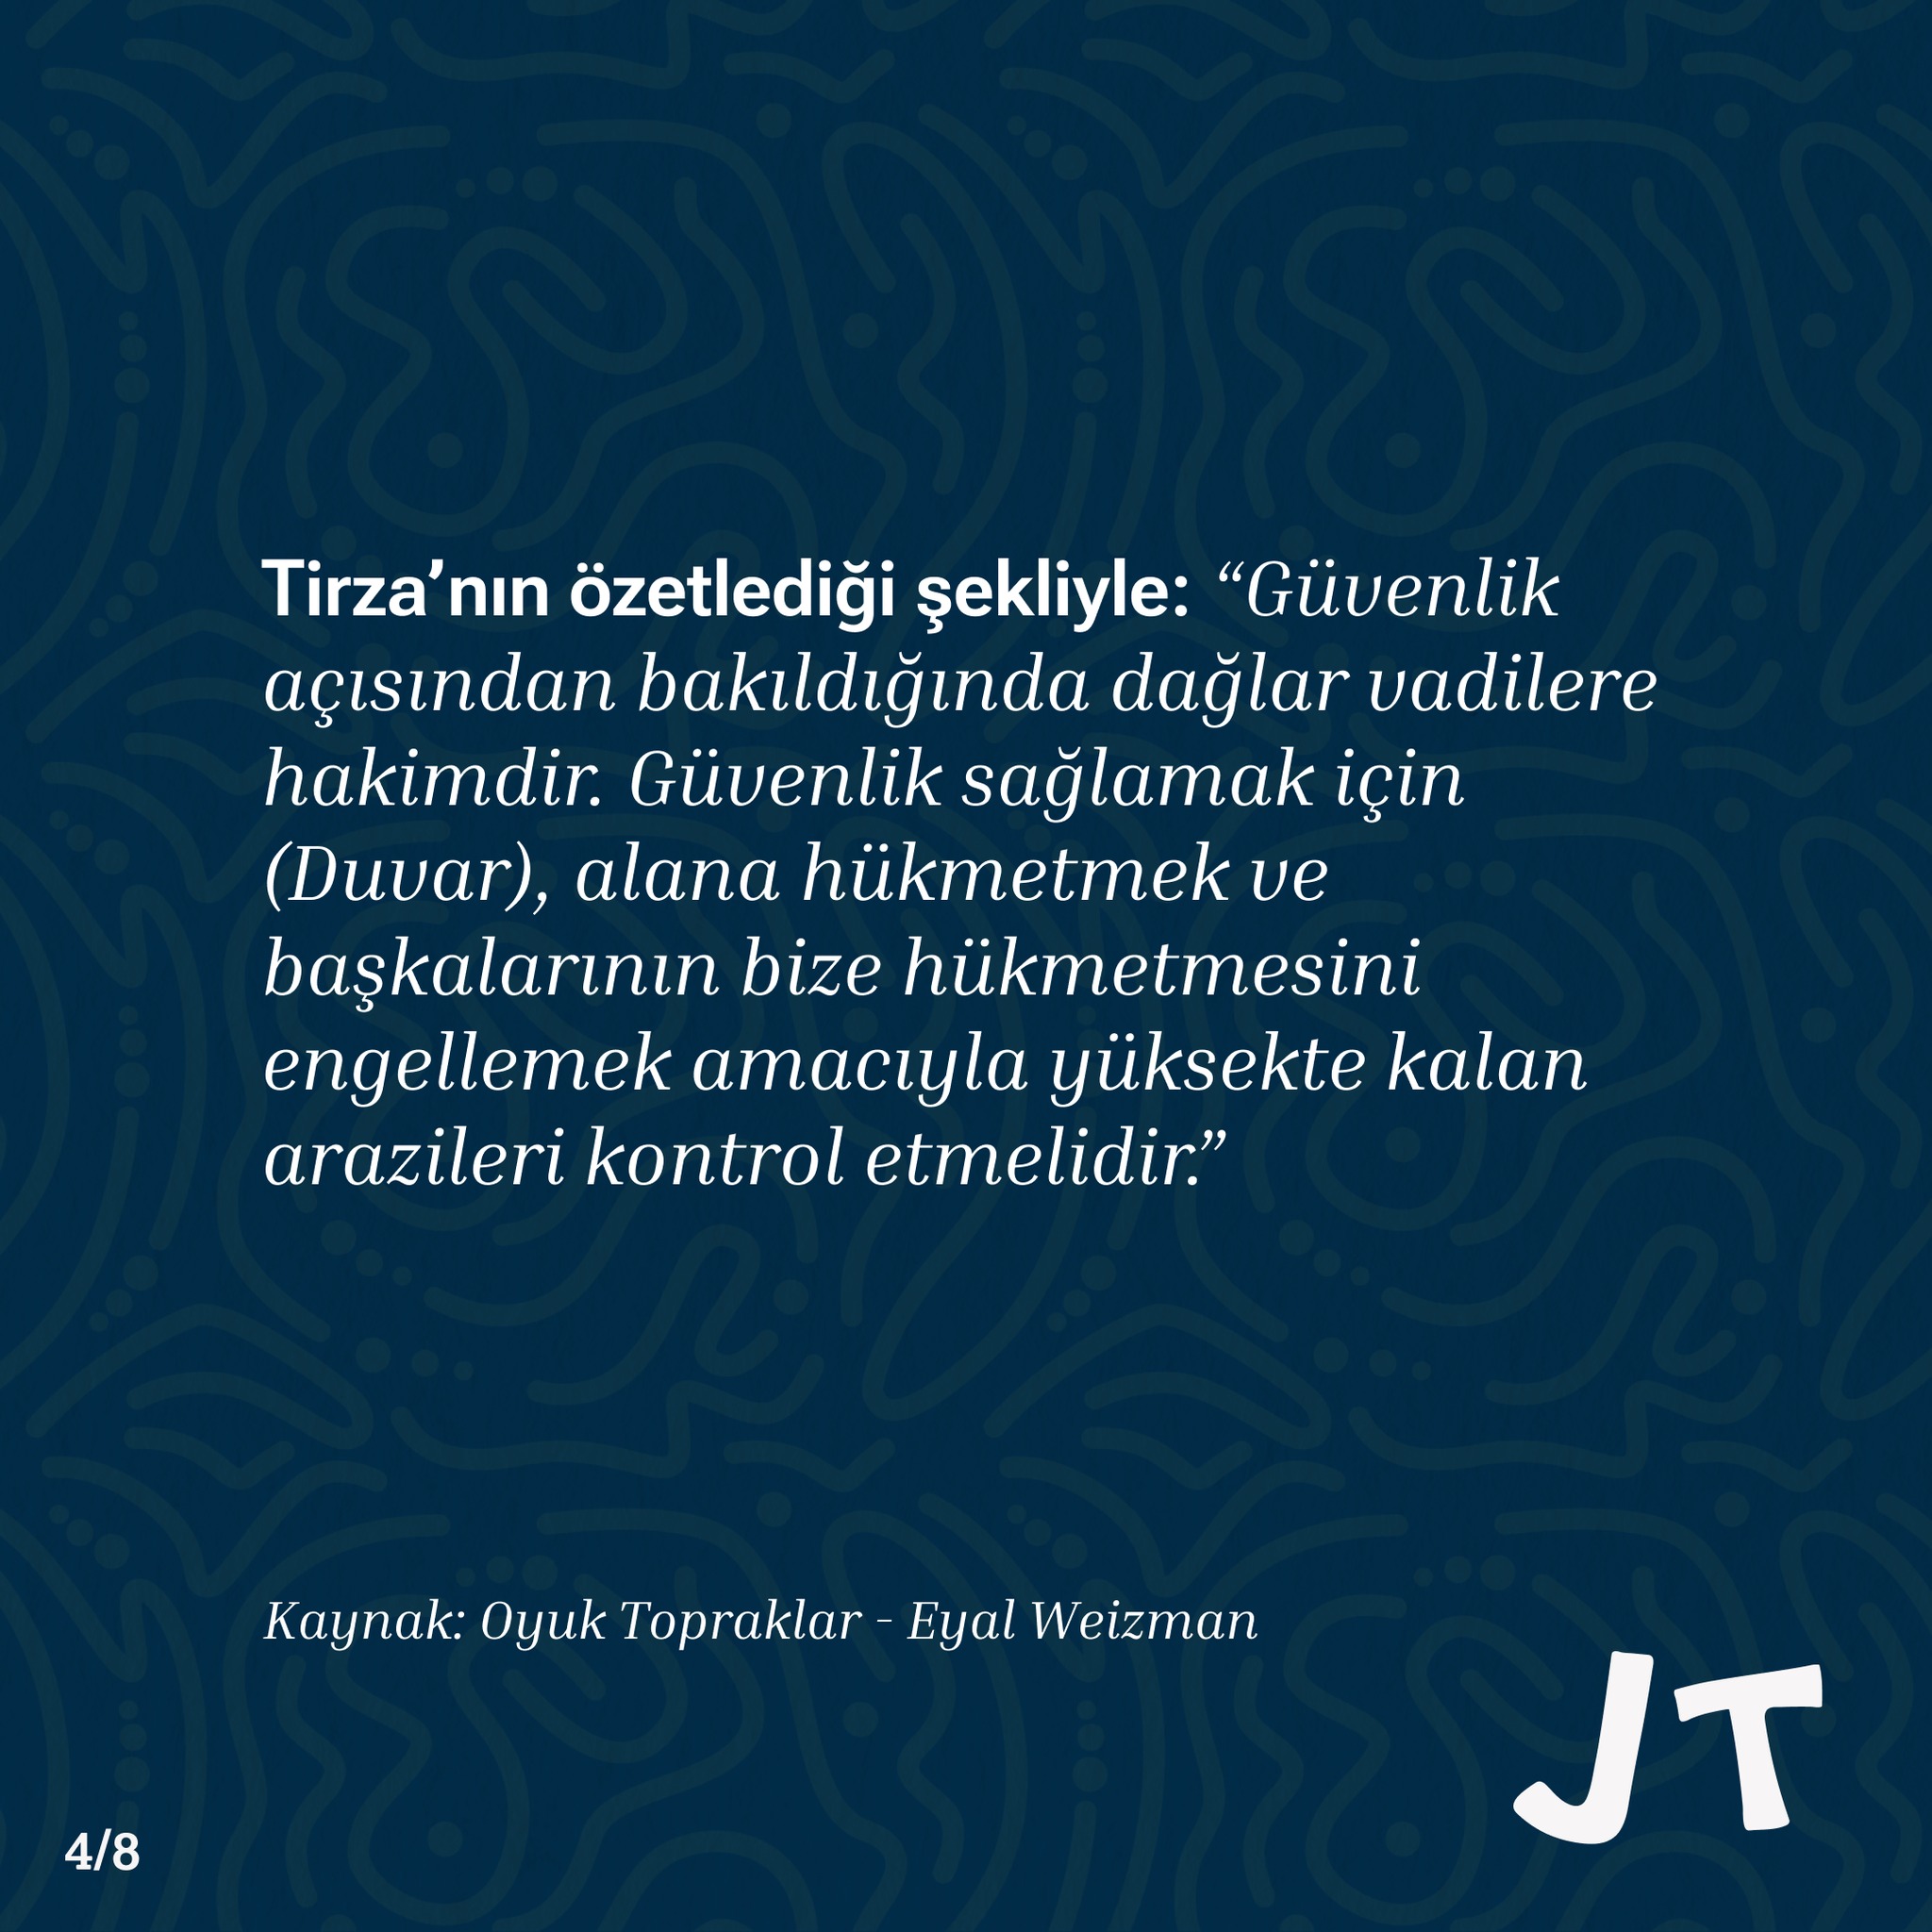 Tirza’nın özetlediği şekliyle: “Güvenlik
açısından bakıldığında dağlar vadilere
hakimdir. Güvenlik sağlamak için
(Duvar), alana hükmetmek ve
başkalarının bize hükmetmesini
engellemek amacıyla yüksekte kalan
arazileri kontrol etmelidir.”
Kaynak: Oyuk Topraklar - Eyal Weizman
JT
4/8